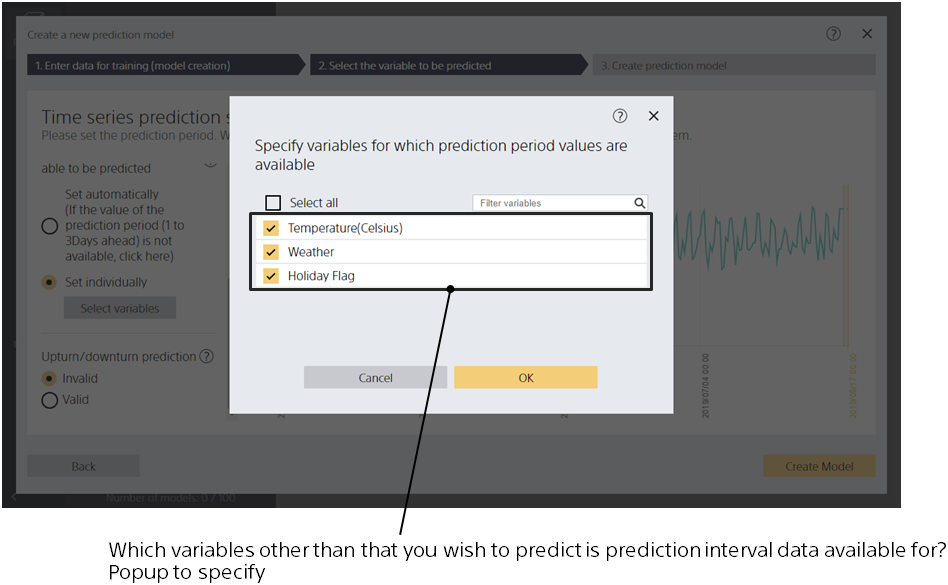 Create a new prediction model
1. Enter data for training (model creation)
2. Select the variable to be predicted
3. Create prediction model
Time series prediction s
Please set the prediction period. W
em.
able to be predicted
Set automatically
(If the value of the
prediction period (1 to
3Days ahead) is not
available, click here)
Set individually
Select variables
Upturn/downturn prediction
Invalid
Valid
Specify variables for which prediction period values are
available
Select all
Filter variables
Temperature(Celsius)
Weather
Holiday Flag
Cancel
OK
2019/07/04 00:00
Back
Create Model
Number of models: 0 / 100
Which variables other than that you wish to predict is prediction interval data available for?
Popup to specify